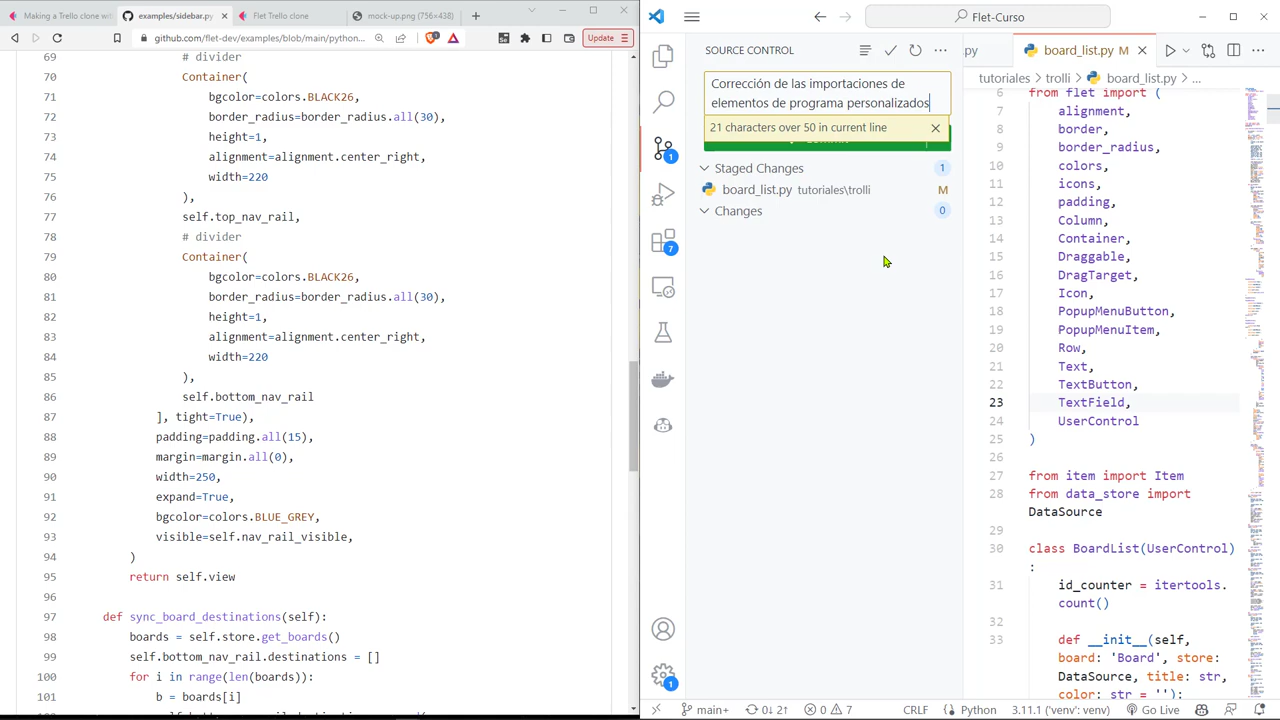 Making a Trello clone with
examples/sidebar.py
Flet Trello clone
mock-up.png (756×438)
github.com/flet-dev/examples/blob/main/python
Update
69 # divider
70 Container(
71 bgcolor=colors.BLACK26,
72 border_radius=border_radius.all(30),
73 height=1,
74 alignment=alignment.center_right,
75 width=220
76 ),
77 self.top_nav_rail
78 # divider
79 Container(
80 bgcolor=colors.BLACK26,
81 border_radius=border_radius.all(30)
82 height=1,
83 alignment=alignment.center_right
84 width=220
85 ),
86 self.bottom_nav_rail
87 ], tight=True),
88 padding=padding.all(15),
89 margin=margin.all(0),
90 width=250,
91 expand=True,
92 bgcolor=colors.BLUE_GREY,
93 visible=self.nav_rail_visible,
94 )
95 return self.view
96
97 def sync_board_destinations(self):
98 boards = self.store.get_boards()
99 self.bottom_nav_rail.destinations = []
100 for i in range(len(boards)):
101 b = boards[i]
Flet-Curso
SOURCE CONTROL
Corrección de las importaciones de
mentos de programa personalizados
characters over 50 in current line
aged changes 1
board_list.py tutoriales\trolli M
hanges 0
1
7
1
board_list.py M
tutoriales > trolli > board_list.py > ...
6 from flet import (
7 alignment,
8 border,
9 border_radius,
10 colors,
11 icons,
12 padding,
13 Column,
14 Container,
15 Draggable,
16 DragTarget,
17 Icon,
18 PopupMenuButton,
19 PopupMenuItem,
20 Row,
21 Text,
22 TextButton,
23 TextField,
24 UserControl
25 )
26
27 from item import Item
28 from data_store import
DataSource
29
30 class BoardList(UserControl)
:
31 id_counter = itertools.
count()
32
33 def __init__(self,
board: 'Board', store:
DataSource, title: str,
color: str = ''
main*
Python
3.11.1 ('venv': venv)
Go Live
CRLF